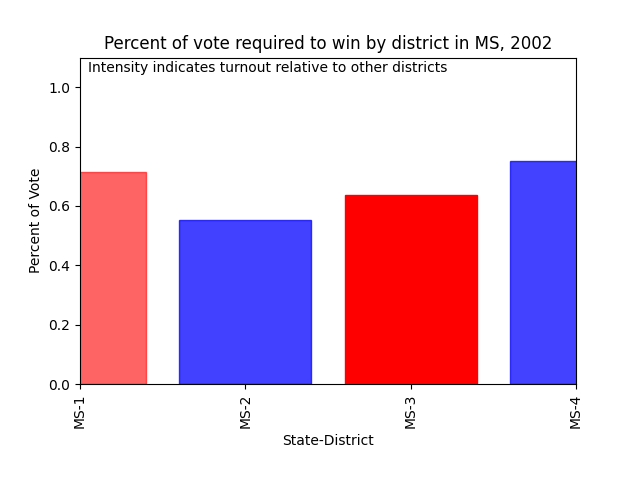 Percent of vote required to win by district in MS, 2002
Intensity indicates turnout relative to other districts
1.0
0.8
0.6
0.4
0.2
0.0
Percent of Vote
MS-1
MS-2
MS-3
MS-4
State-District